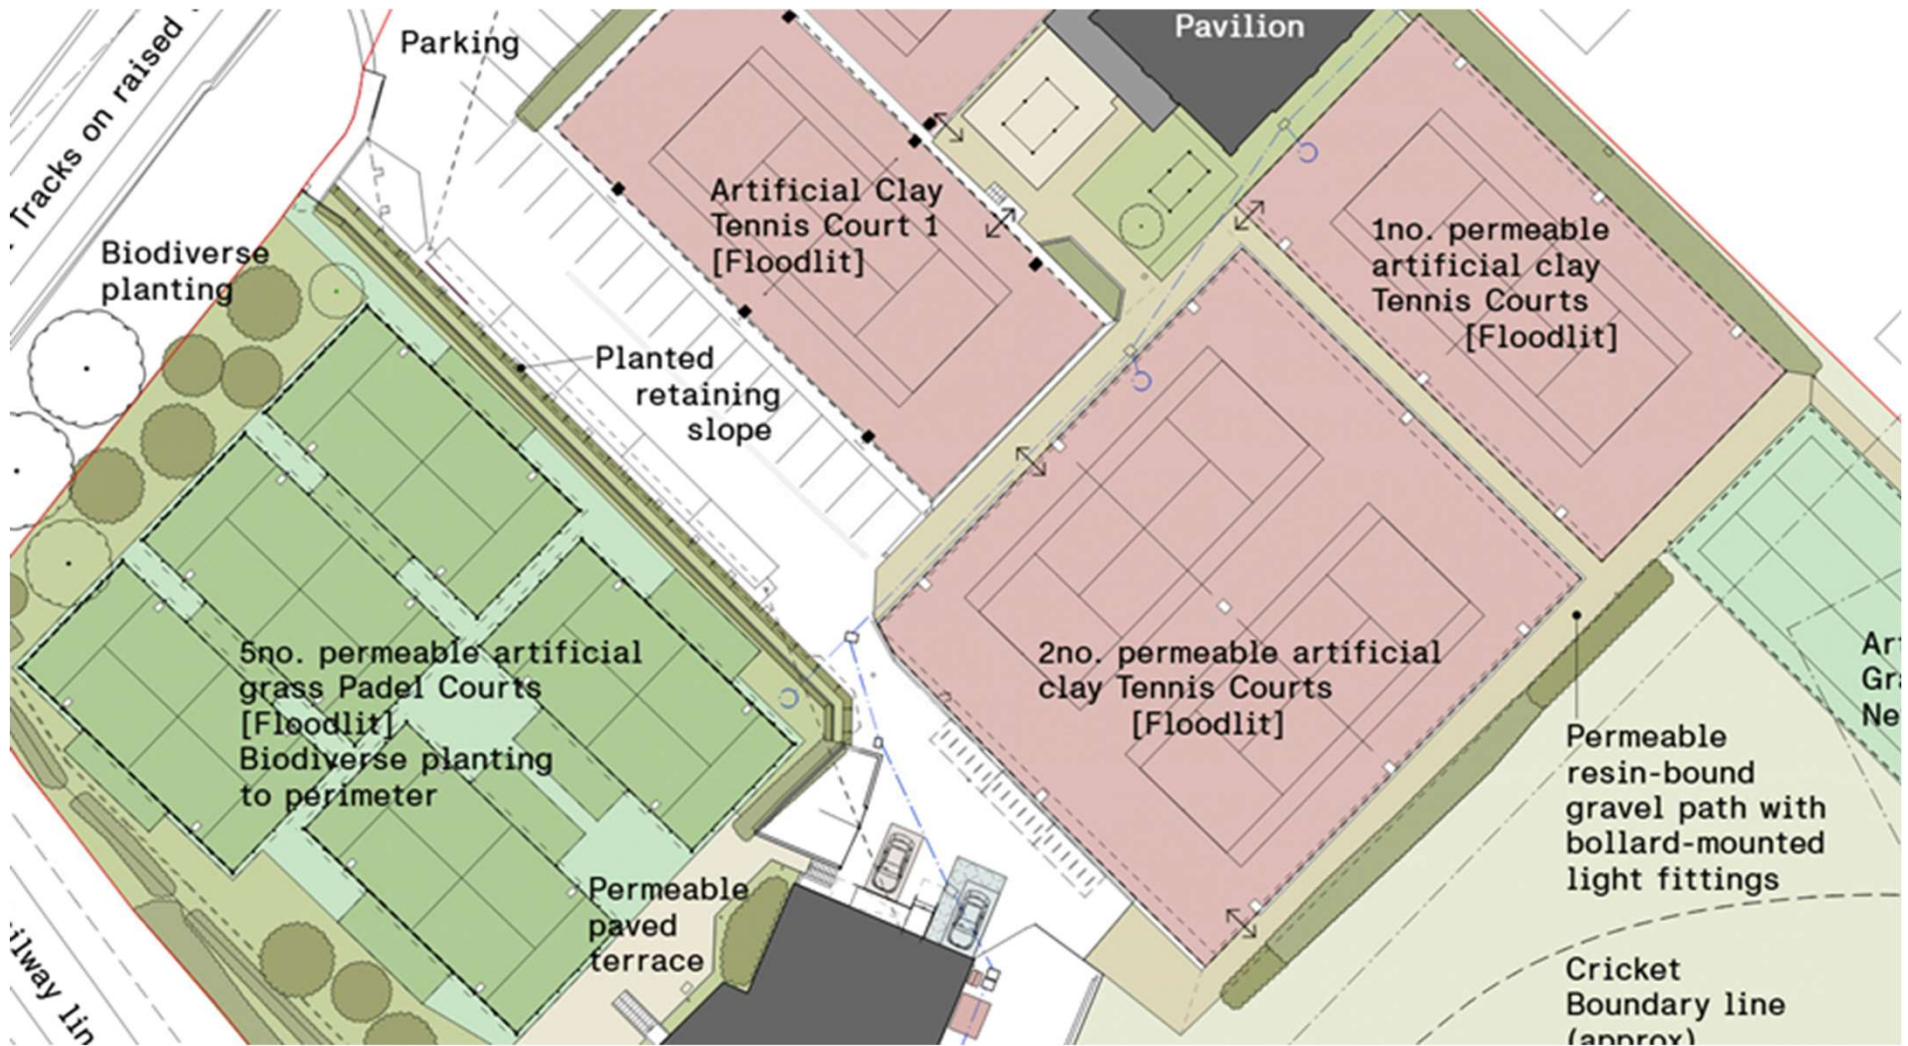 Tracks on raised
Parking
Pavilion
Artificial Clay
Tennis Court 1
[Floodlit]
1no. permeable
artificial clay
Tennis Courts
[Floodlit]
Biodiverse
planting
Planted
retaining
slope
5no. permeable artificial
grass Padel Courts
[Floodlit]
Biodiverse planting
to perimeter
2no. permeable artificial
clay Tennis Courts
[Floodlit]
Permeable
resin-bound
gravel path with
bollard-mounted
light fittings
Permeable
paved
terrace
Cricket
Boundary line
(approx)